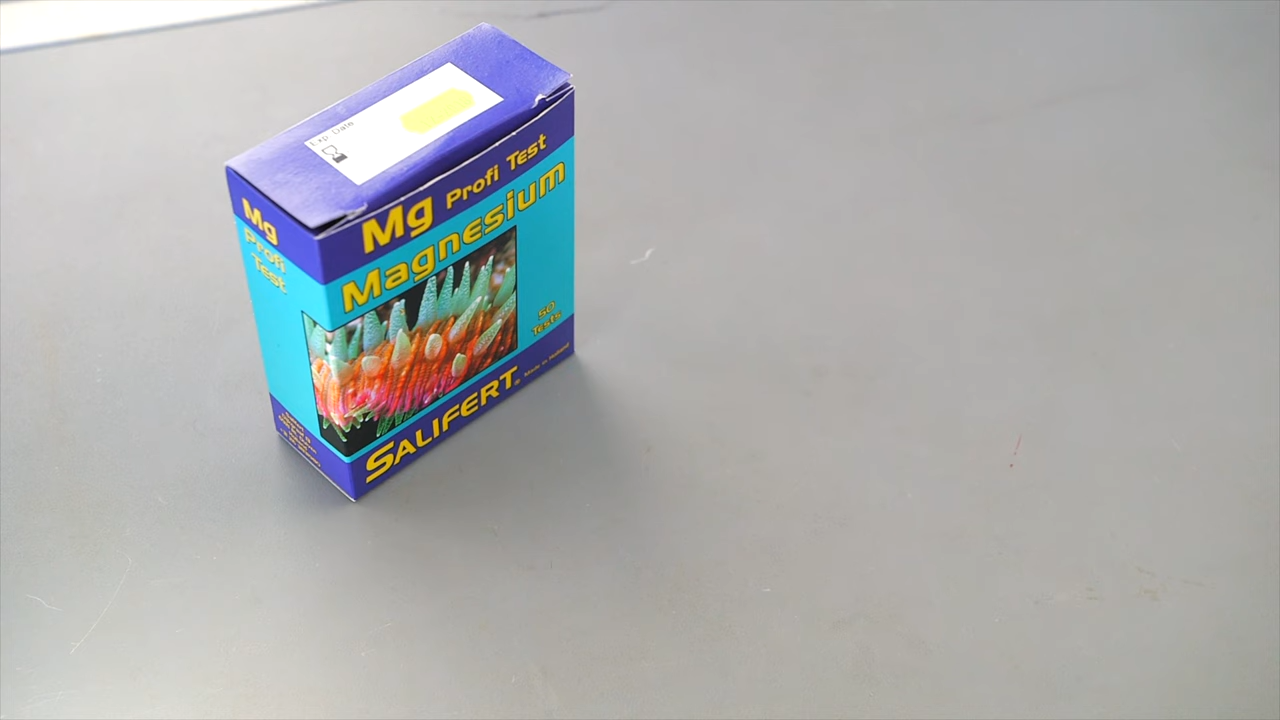 Exp. Date
Mg Profi Test
Magnesium
50
Tests
SALIFERT®
Made in Holland
Mg
Profi
Test